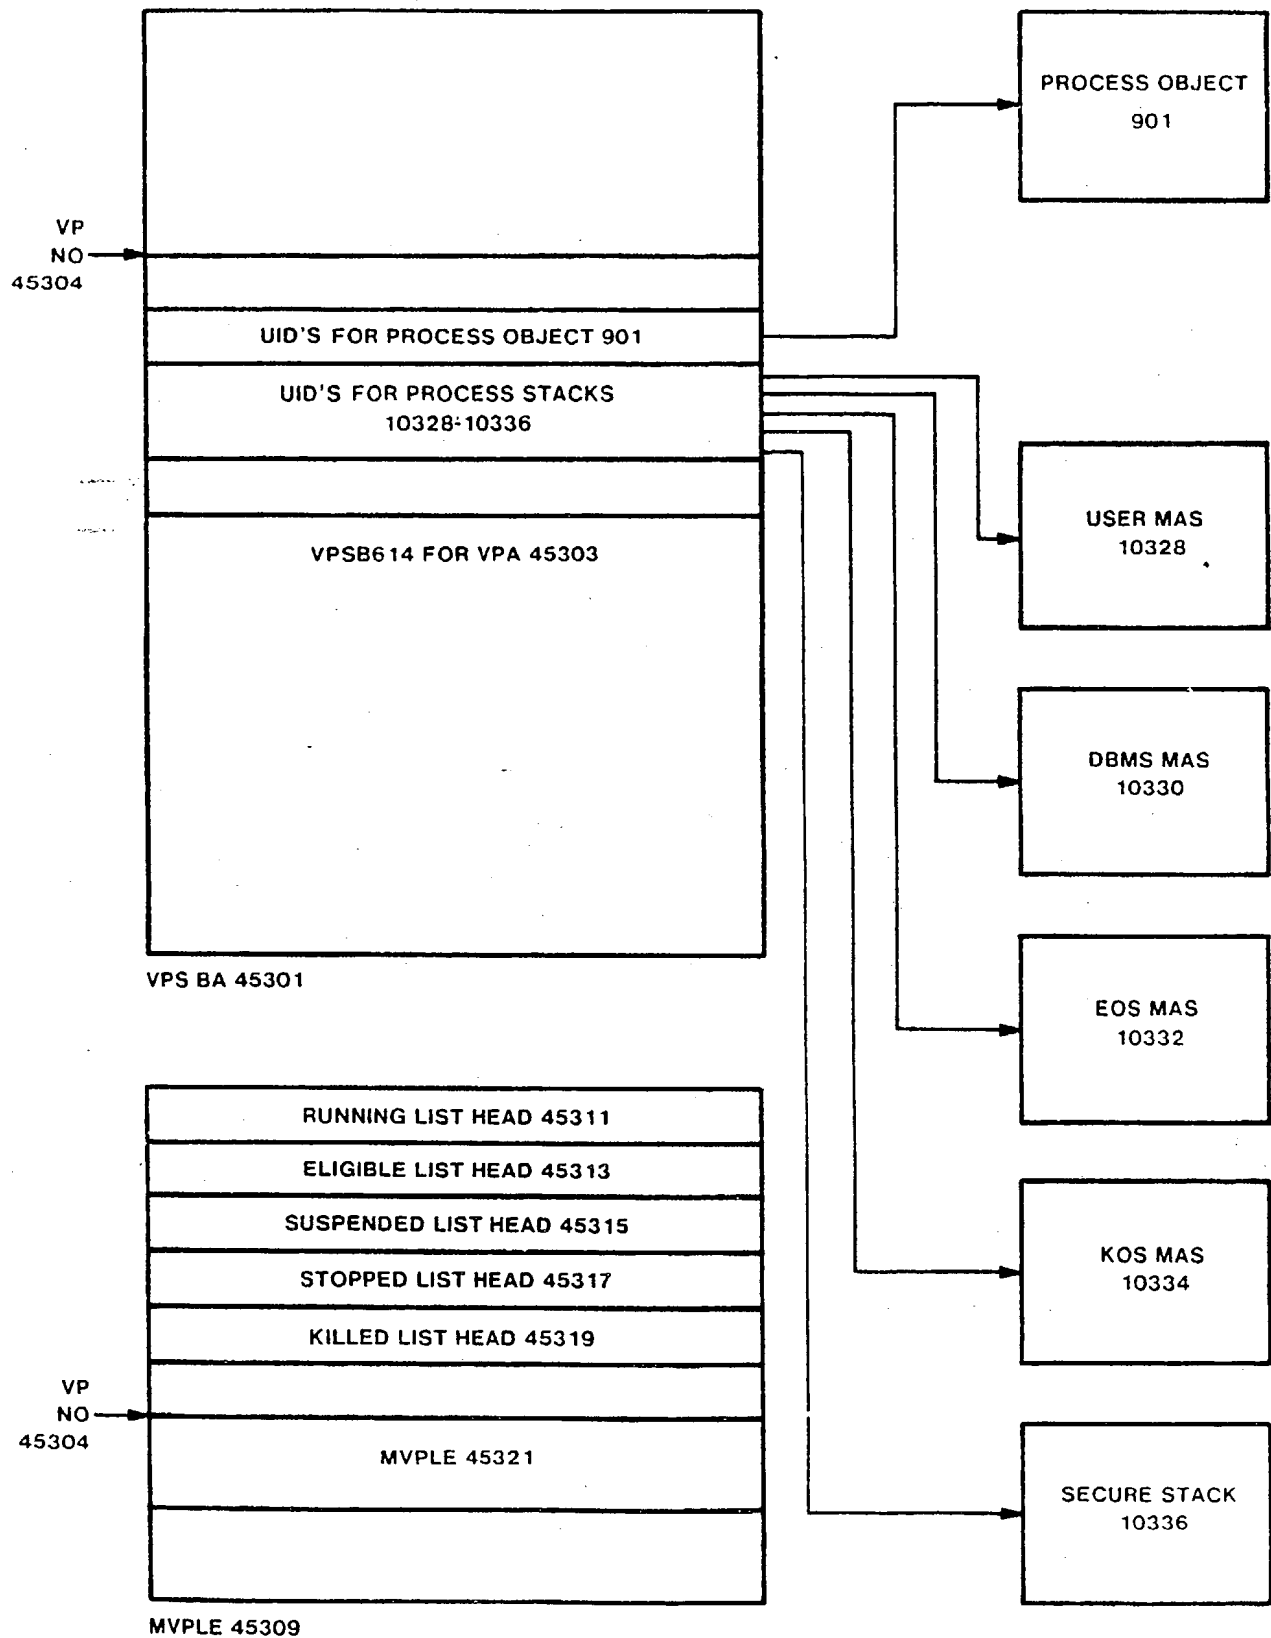 PROCESS OBJECT
901
VP
NO
45304
UID'S FOR PROCESS OBJECT 901
UID'S FOR PROCESS STACKS
10328-10336
VPSB614 FOR VPA 45303
VPS BA 45301
USER MAS
10328
DBMS MAS
10330
EOS MAS
10332
KOS MAS
10334
SECURE STACK
10336
RUNNING LIST HEAD 45311
ELIGIBLE LIST HEAD 45313
SUSPENDED LIST HEAD 45315
STOPPED LIST HEAD 45317
KILLED LIST HEAD 45319
VP
NO
45304
MVPLE 45321
MVPLE 45309